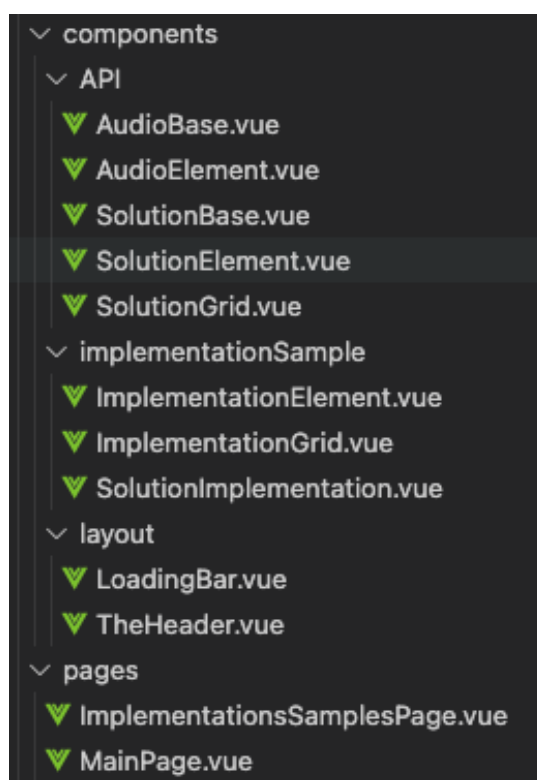 components
API
AudioBase.vue
AudioElement.vue
SolutionBase.vue
SolutionElement.vue
SolutionGrid.vue
implementationSample
ImplementationElement.vue
ImplementationGrid.vue
SolutionImplementation.vue
layout
LoadingBar.vue
TheHeader.vue
pages
ImplementationsSamplesPage.vue
MainPage.vue